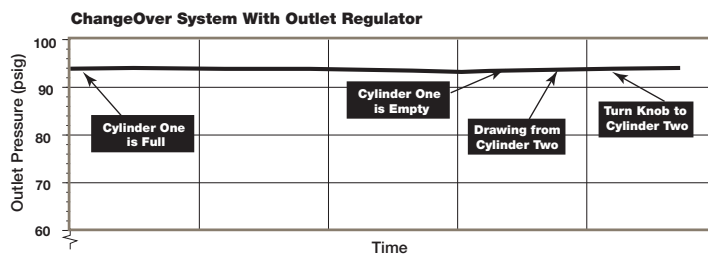 ChangeOver System With Outlet Regulator
Outlet Pressure (psig)
100
90
80
70
60
Cylinder One
is Full
Cylinder One
is Empty
Drawing from
Cylinder Two
Turn Knob to
Cylinder Two
Time